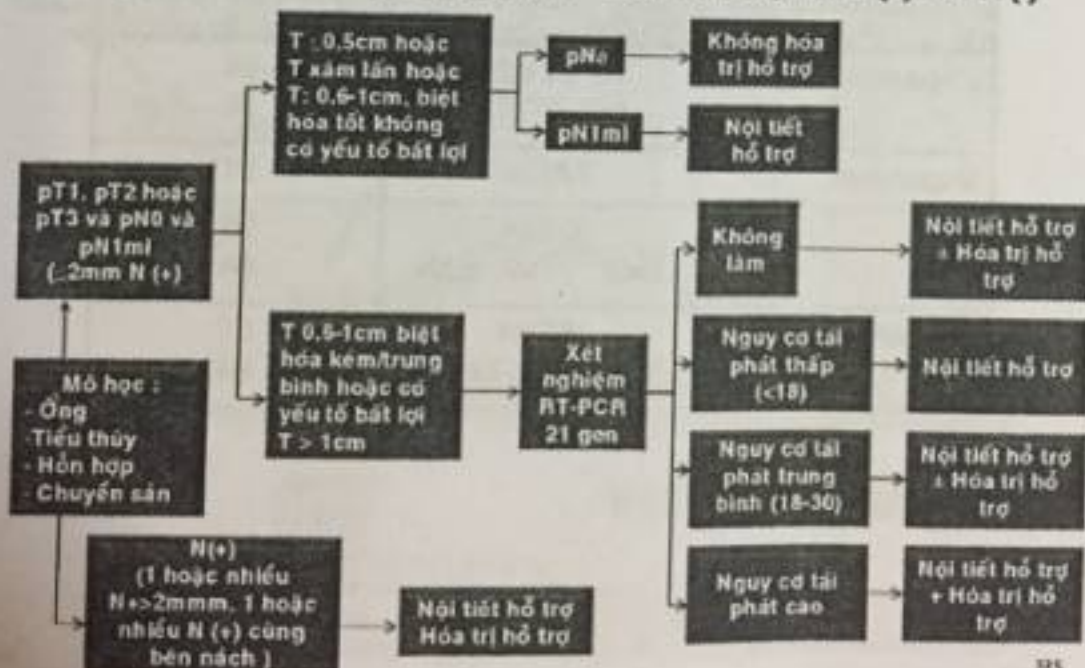 T : 0.5cm hoặc
T xâm lấn hoặc
T: 0.6-1cm, biệt
hóa tốt không
có yếu tố bất lợi
pN0
Không hóa
trị hỗ trợ
pN1mi
Nội tiết
hỗ trợ
pT1, pT2 hoặc
pT3 và pN0 và
pN1mi
(_2mm N (+)
Không
làm
Nội tiết hỗ trợ
± Hóa trị hỗ
trợ
Mô học :
- Ống
-Tiểu thùy
- Hỗn hợp
- Chuyển sản
T 0.6-1cm biệt
hóa kém/trung
bình hoặc có
yếu tố bất lợi
T > 1cm
Xét
nghiệm
RT-PCR
21 gen
Nguy cơ tái
phát thấp
(<18)
Nội tiết hỗ trợ
Nguy cơ tái
phát trung
bình (18-30)
Nội tiết hỗ trợ
± Hóa trị hỗ
trợ
Nguy cơ tái
phát cao
Nội tiết hỗ trợ
+ Hóa trị hỗ
trợ
N(+)
(1 hoặc nhiều
N+>2mmm, 1 hoặc
nhiều N (+) cùng
bên nách )
Nội tiết hỗ trợ
Hóa trị hỗ trợ